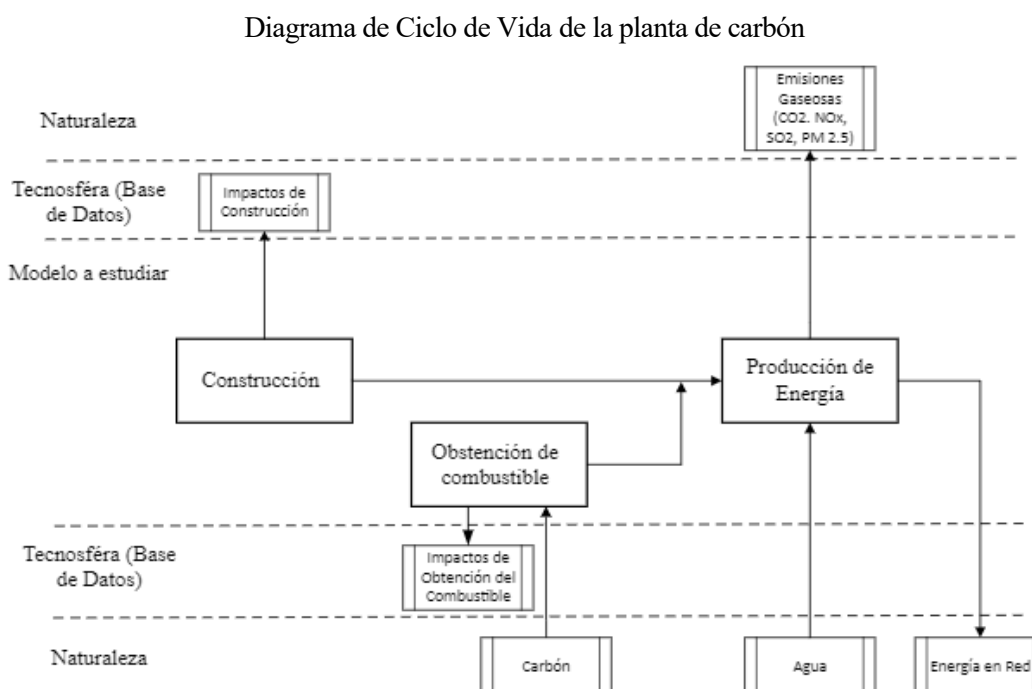 Diagrama de Ciclo de Vida de la planta de carbón
Emisiones
Gaseosas
(CO2. NOx,
SO2, PM 2.5)
Naturaleza
Tecnosféra (Base
de Datos)
Impactos de
Construcción
Modelo a estudiar
Construcción
Producción de
Energía
Obstención de
combustible
Tecnosféra (Base
de Datos)
Impactos de
Obtención del
Combustible
Naturaleza
Carbón
Agua
Energía en Red